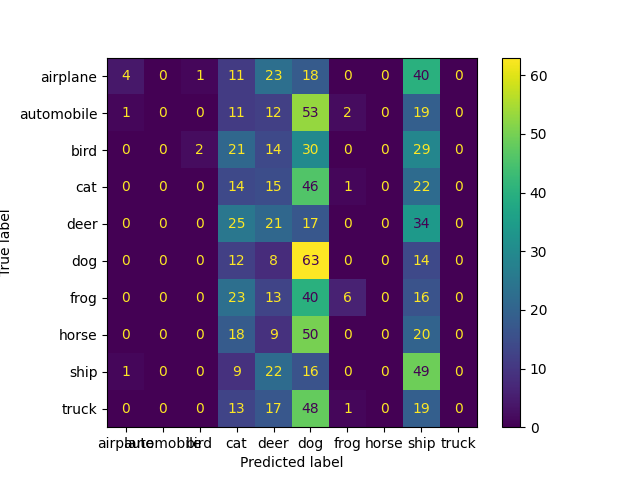 airplane 4 0 1 11 23 18 0 0 40 0
automobile 1 0 0 11 12 53 2 0 19 0
bird 0 0 2 21 14 30 0 0 29 0
cat 0 0 0 14 15 46 1 0 22 0
deer 0 0 0 25 21 17 0 0 34 0
dog 0 0 0 12 8 63 0 0 14 0
frog 0 0 0 23 13 40 6 0 16 0
horse 0 0 0 18 9 50 0 0 20 0
ship 1 0 0 9 22 16 0 0 49 0
truck 0 0 0 13 17 48 1 0 19 0
airplane automobile bird cat deer dog frog horse ship truck
Predicted label
True label
60
50
40
30
20
10
0